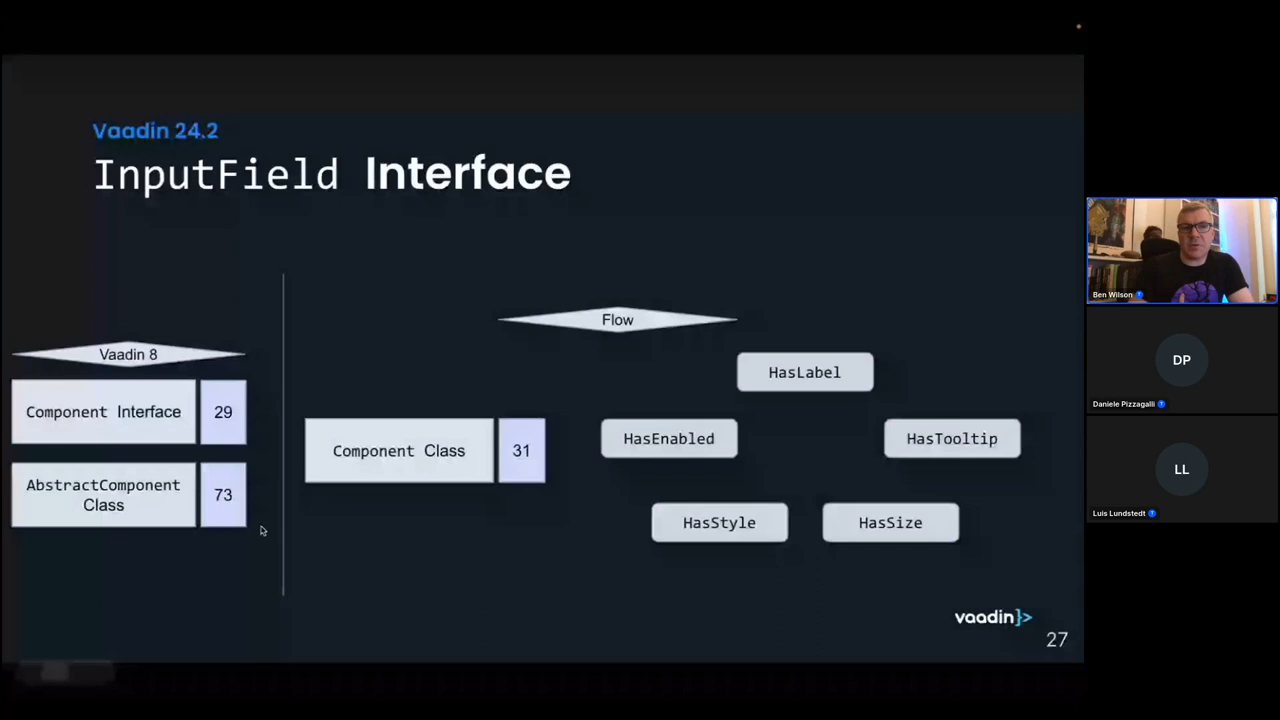 Vaadin 24.2
InputField Interface
Vaadin 8
Component Interface
29
AbstractComponent
Class
73
Flow
Component Class
31
HasLabel
HasEnabled
HasTooltip
HasStyle
HasSize
vaadin}>
27
Ben Wilson
DP
Daniele Pizzagalli
LL
Luis Lundstedt